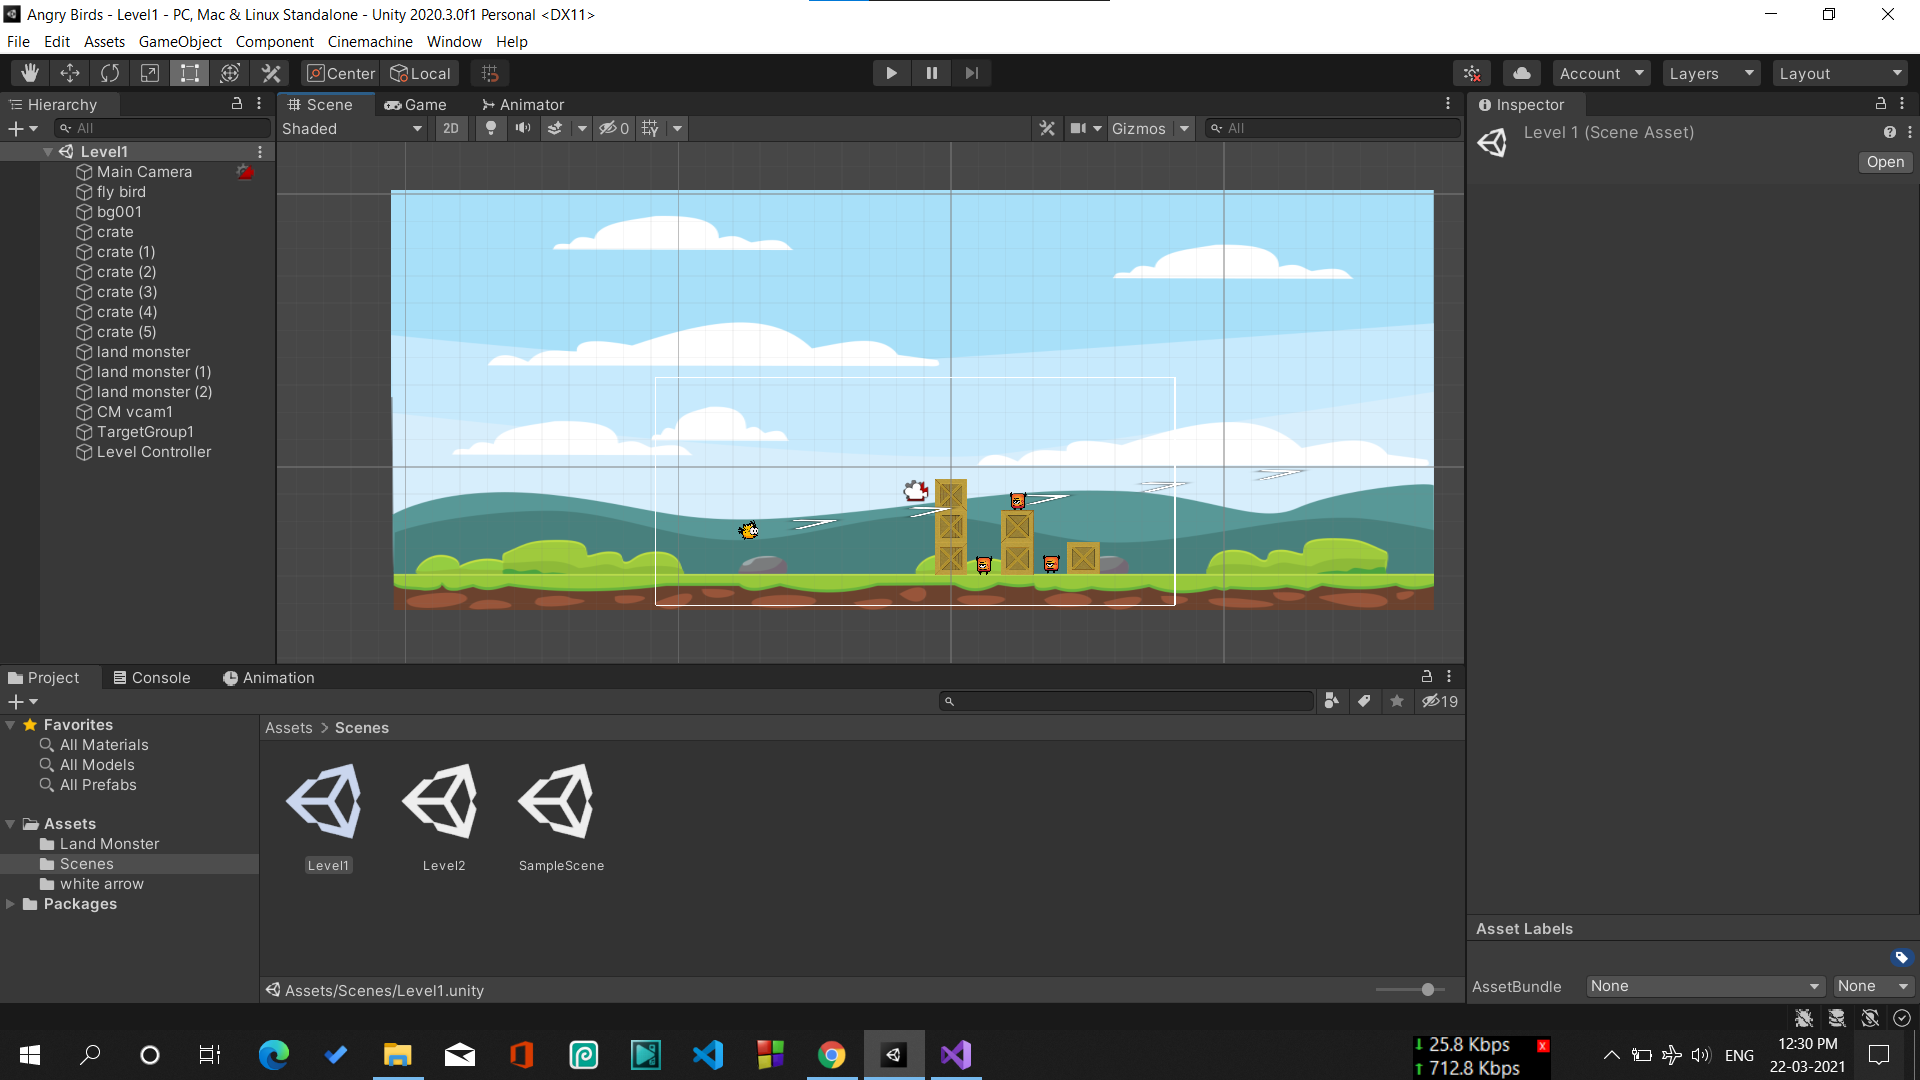 Angry Birds - Level1 - PC, Mac & Linux Standalone - Unity 2020.3.0f1 Personal <DX11>
File Edit Assets GameObject Component Cinemachine Window Help
Center Local Account Layers Layout
Hierarchy
All
Level1
Main Camera
fly bird
bg001
crate
crate (1)
crate (2)
crate (3)
crate (4)
crate (5)
land monster
land monster (1)
land monster (2)
CM vcam1
TargetGroup1
Level Controller
Scene Game Animator
Shaded 2D 0 Gizmos All
Inspector
Level 1 (Scene Asset)
Open
Project Console Animation
19
Favorites
All Materials
All Models
All Prefabs
Assets
Land Monster
Scenes
white arrow
Packages
Assets > Scenes
Level1 Level2 SampleScene
Assets/Scenes/Level1.unity
Asset Labels
AssetBundle None None
25.8 Kbps
712.8 Kbps
ENG
12:30 PM
22-03-2021